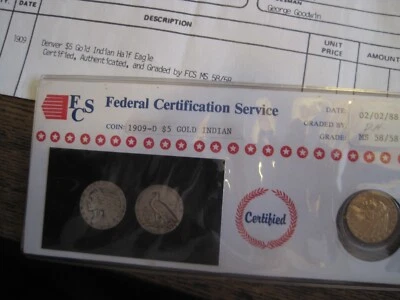 SALESMAN
George Goodwin
DESCRIPTION
UNIT
PRICE
AMOUNT
1909
Denver $5 Gold Indian Half Eagle
Certified, Authenticated, and Graded by FCS MS 58/58
FCS
Federal Certification Service
DATE: 02/02/88
COIN: 1909-D $5 GOLD INDIAN
GRADED BY:
GRADE: MS 58/58
Certified